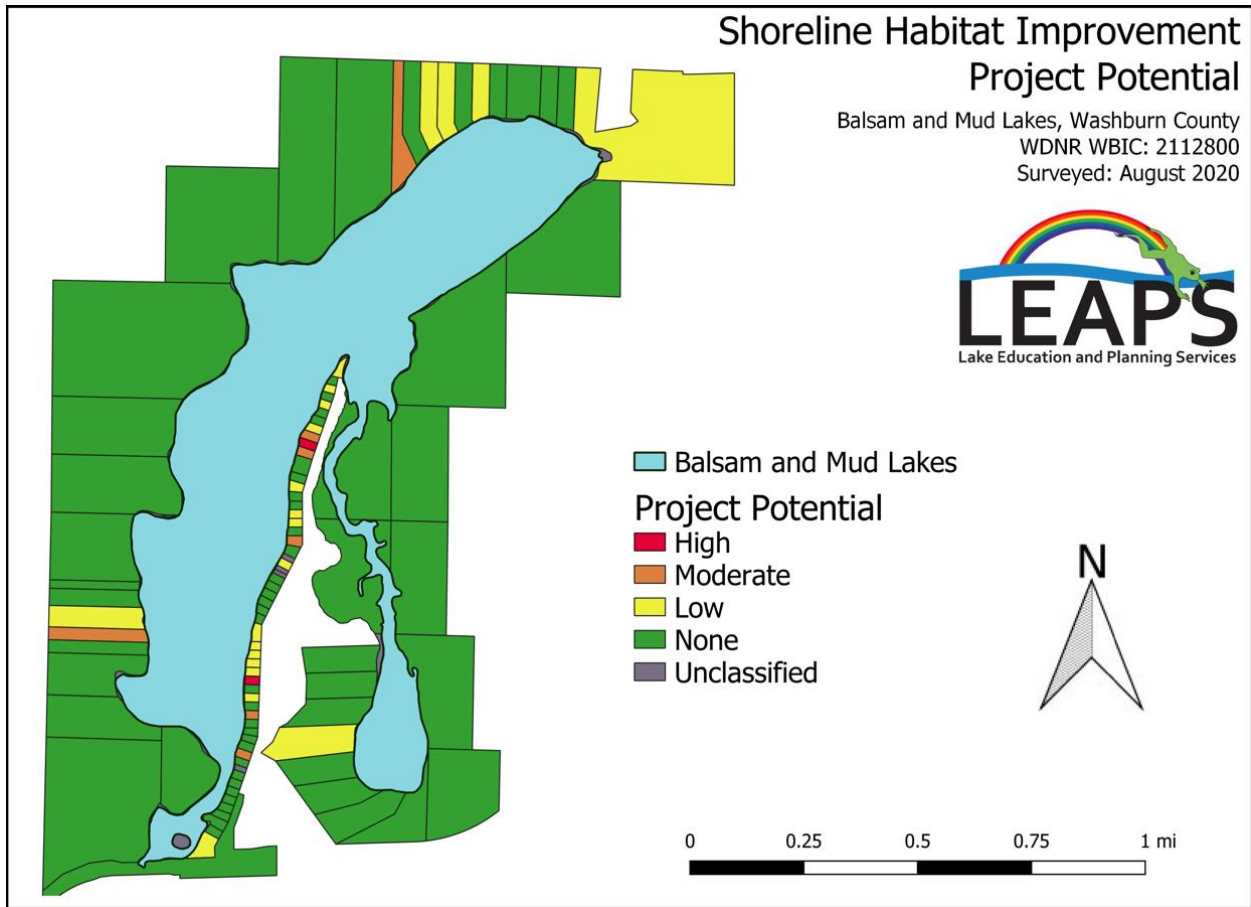 Shoreline Habitat Improvement
Project Potential
Balsam and Mud Lakes, Washburn County
WDNR WBIC: 2112800
Surveyed: August 2020
LEAPS
Lake Education and Planning Services
Balsam and Mud Lakes
Project Potential
High
Moderate
Low
None
Unclassified
N
0 0.25 0.5 0.75 1 mi